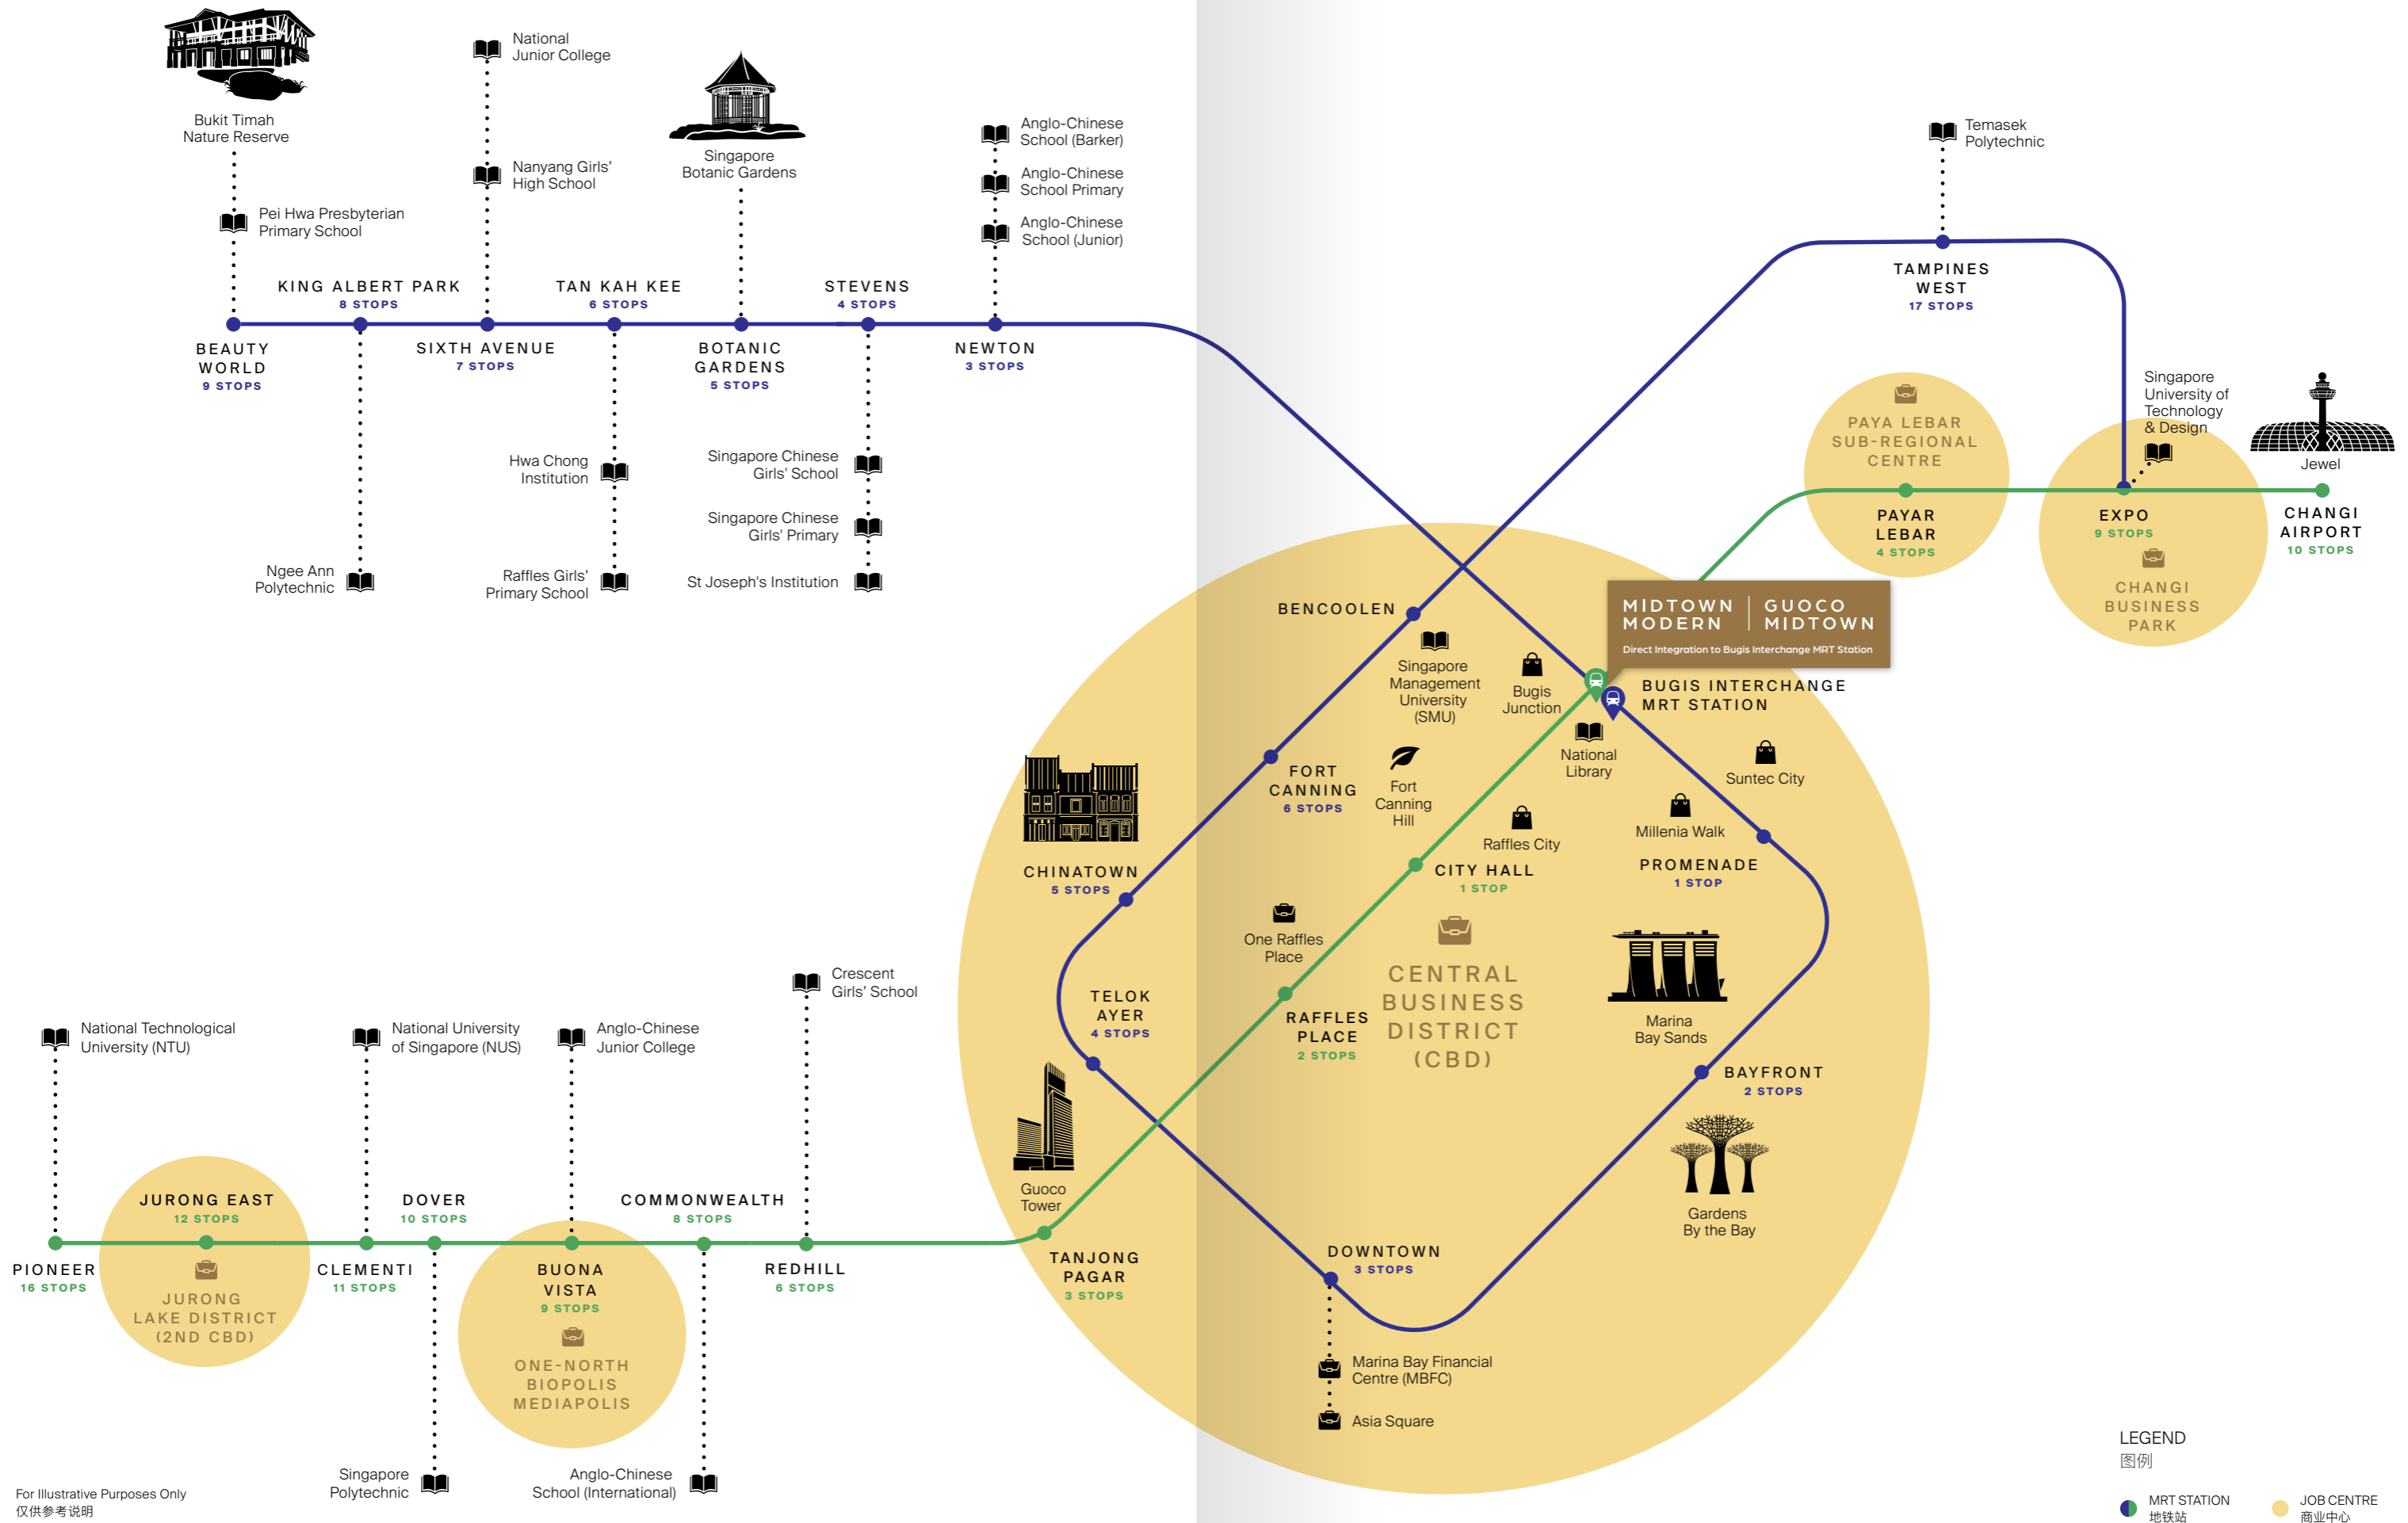 Bukit Timah
Nature Reserve
Pei Hwa Presbyterian
Primary School
National
Junior College
Nanyang Girls'
High School
Singapore
Botanic Gardens
Anglo-Chinese
School (Barker)
Anglo-Chinese
School Primary
Anglo-Chinese
School (Junior)
KING ALBERT PARK
8 STOPS
TAN KAH KEE
6 STOPS
STEVENS
4 STOPS
BEAUTY
WORLD
9 STOPS
SIXTH AVENUE
7 STOPS
BOTANIC
GARDENS
5 STOPS
NEWTON
3 STOPS
Ngee Ann
Polytechnic
Hwa Chong
Institution
Raffles Girls'
Primary School
Singapore Chinese
Girls' School
Singapore Chinese
Girls' Primary
St Joseph's Institution
Temasek
Polytechnic
TAMPINES
WEST
17 STOPS
PAYA LEBAR
SUB-REGIONAL
CENTRE
PAYAR
LEBAR
4 STOPS
Singapore
University of
Technology
& Design
EXPO
9 STOPS
CHANGI
BUSINESS
PARK
Jewel
CHANGI
AIRPORT
10 STOPS
MIDTOWN
MODERN
GUOCO
MIDTOWN
Direct Integration to Bugis Interchange MRT Station
BUGIS INTERCHANGE
MRT STATION
BENCOOLEN
Singapore
Management
University
(SMU)
Bugis
Junction
National
Library
Suntec City
FORT
CANNING
6 STOPS
Fort
Canning
Hill
Raffles City
Millenia Walk
PROMENADE
1 STOP
CHINATOWN
5 STOPS
CITY HALL
1 STOP
One Raffles
Place
CENTRAL
BUSINESS
DISTRICT
(CBD)
TELOK
AYER
4 STOPS
RAFFLES
PLACE
2 STOPS
Marina
Bay Sands
BAYFRONT
2 STOPS
Gardens
By the Bay
Guoco
Tower
TANJONG
PAGAR
3 STOPS
DOWNTOWN
3 STOPS
Marina Bay Financial
Centre (MBFC)
Asia Square
National Technological
University (NTU)
National University
of Singapore (NUS)
Anglo-Chinese
Junior College
Crescent
Girls' School
JURONG EAST
12 STOPS
DOVER
10 STOPS
COMMONWEALTH
8 STOPS
PIONEER
16 STOPS
JURONG
LAKE DISTRICT
(2ND CBD)
CLEMENTI
11 STOPS
BUONA
VISTA
9 STOPS
ONE-NORTH
BIOPOLIS
MEDIAPOLIS
REDHILL
6 STOPS
Singapore
Polytechnic
Anglo-Chinese
School (International)
For Illustrative Purposes Only
仅供参考说明
LEGEND
图例
MRT STATION
地铁站
JOB CENTRE
商业中心